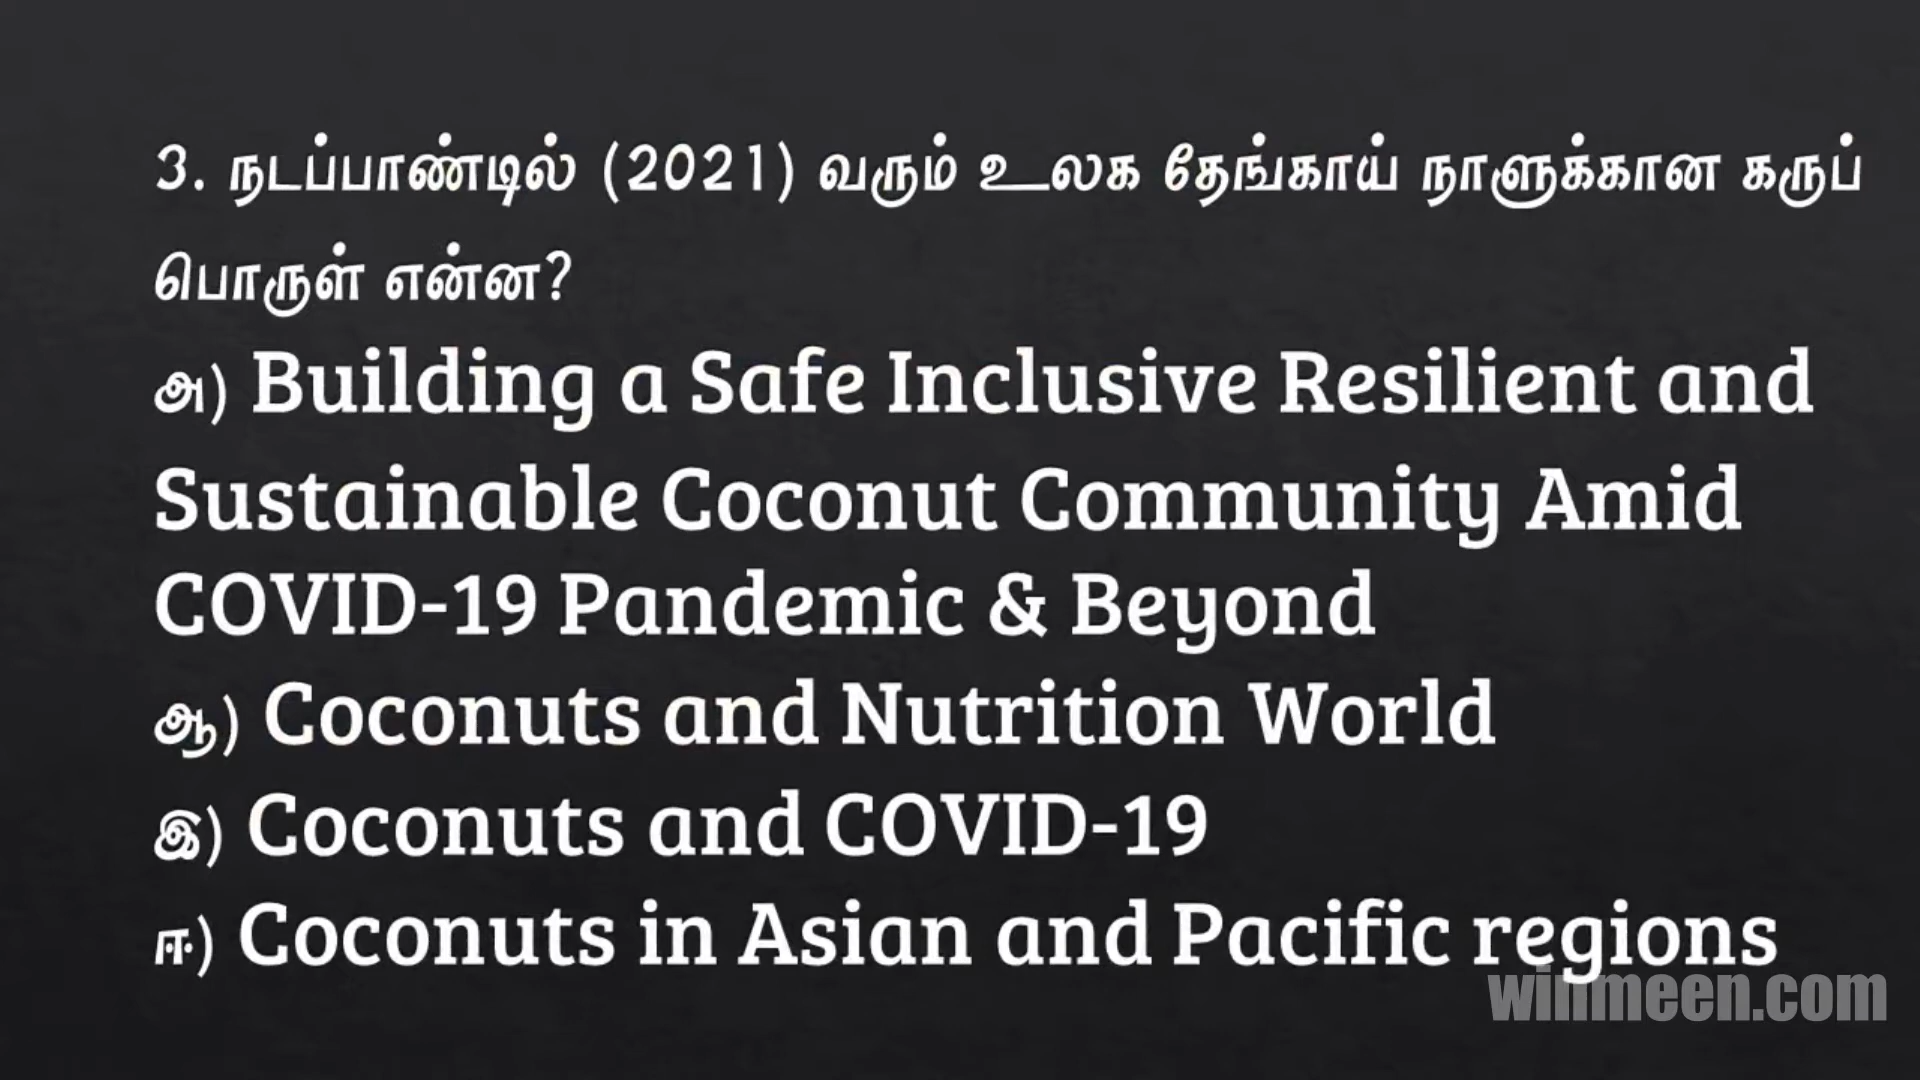 3. நடப்பாண்டில் (2021) வரும் உலக தேங்காய் நாளுக்கான கருப்
பொருள் என்ன?
அ) Building a Safe Inclusive Resilient and
Sustainable Coconut Community Amid
COVID-19 Pandemic & Beyond
ஆ) Coconuts and Nutrition World
இ) Coconuts and COVID-19
ஈ) Coconuts in Asian and Pacific regions
winmeen.com